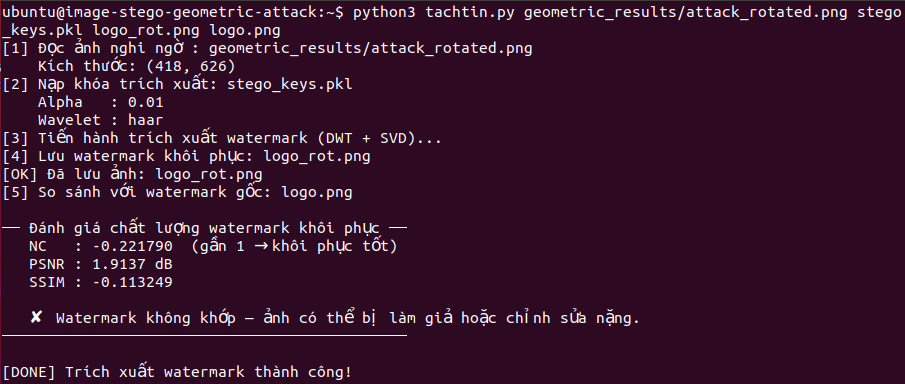 ubuntu@image-stego-geometric-attack:~$ python3 tachtin.py geometric_results/attack_rotated.png stego
_keys.pkl logo_rot.png logo.png
[1] Đọc ảnh nghi ngờ : geometric_results/attack_rotated.png
    Kích thước: (418, 626)
[2] Nạp khóa trích xuất: stego_keys.pkl
    Alpha   : 0.01
    Wavelet : haar
[3] Tiến hành trích xuất watermark (DWT + SVD)...
[4] Lưu watermark khôi phục: logo_rot.png
[OK] Đã lưu ảnh: logo_rot.png
[5] So sánh với watermark gốc: logo.png
── Đánh giá chất lượng watermark khôi phục ──
   NC   : -0.221790  (gần 1 → khôi phục tốt)
   PSNR : 1.9137 dB
   SSIM : -0.113249
   ✘ Watermark không khớp — ảnh có thể bị làm giả hoặc chỉnh sửa nặng.
[DONE] Trích xuất watermark thành công!